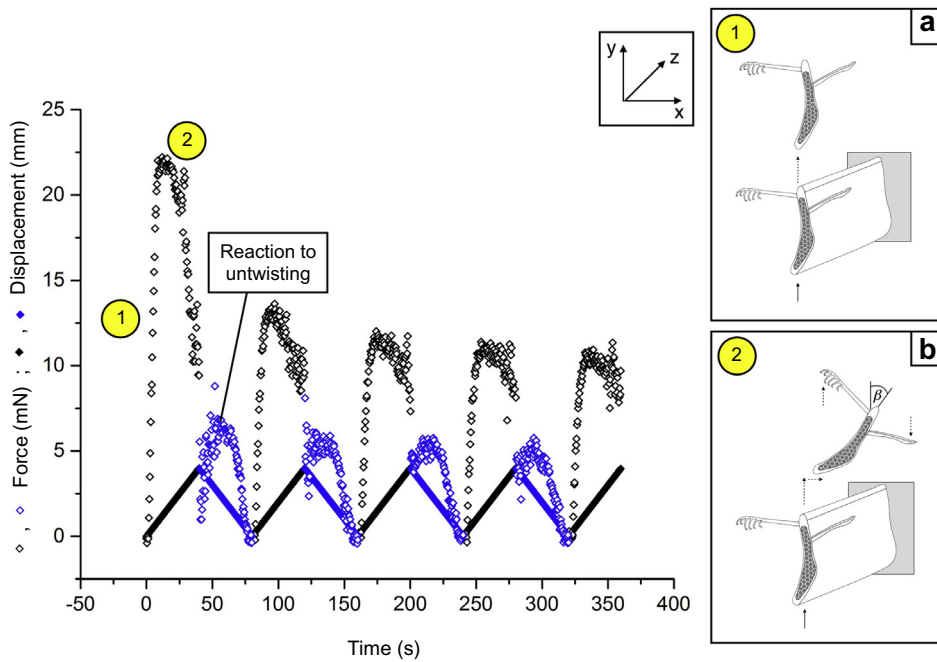 1
a
y
z
x
25
2
20
Reaction to
untwisting
15
1
10
5
0
-50
0
50
100
150
200
250
300
350
400
Time (s)
◇, ◇ Force (mN) ; ◆, ◆ Displacement (mm)
2
b
β